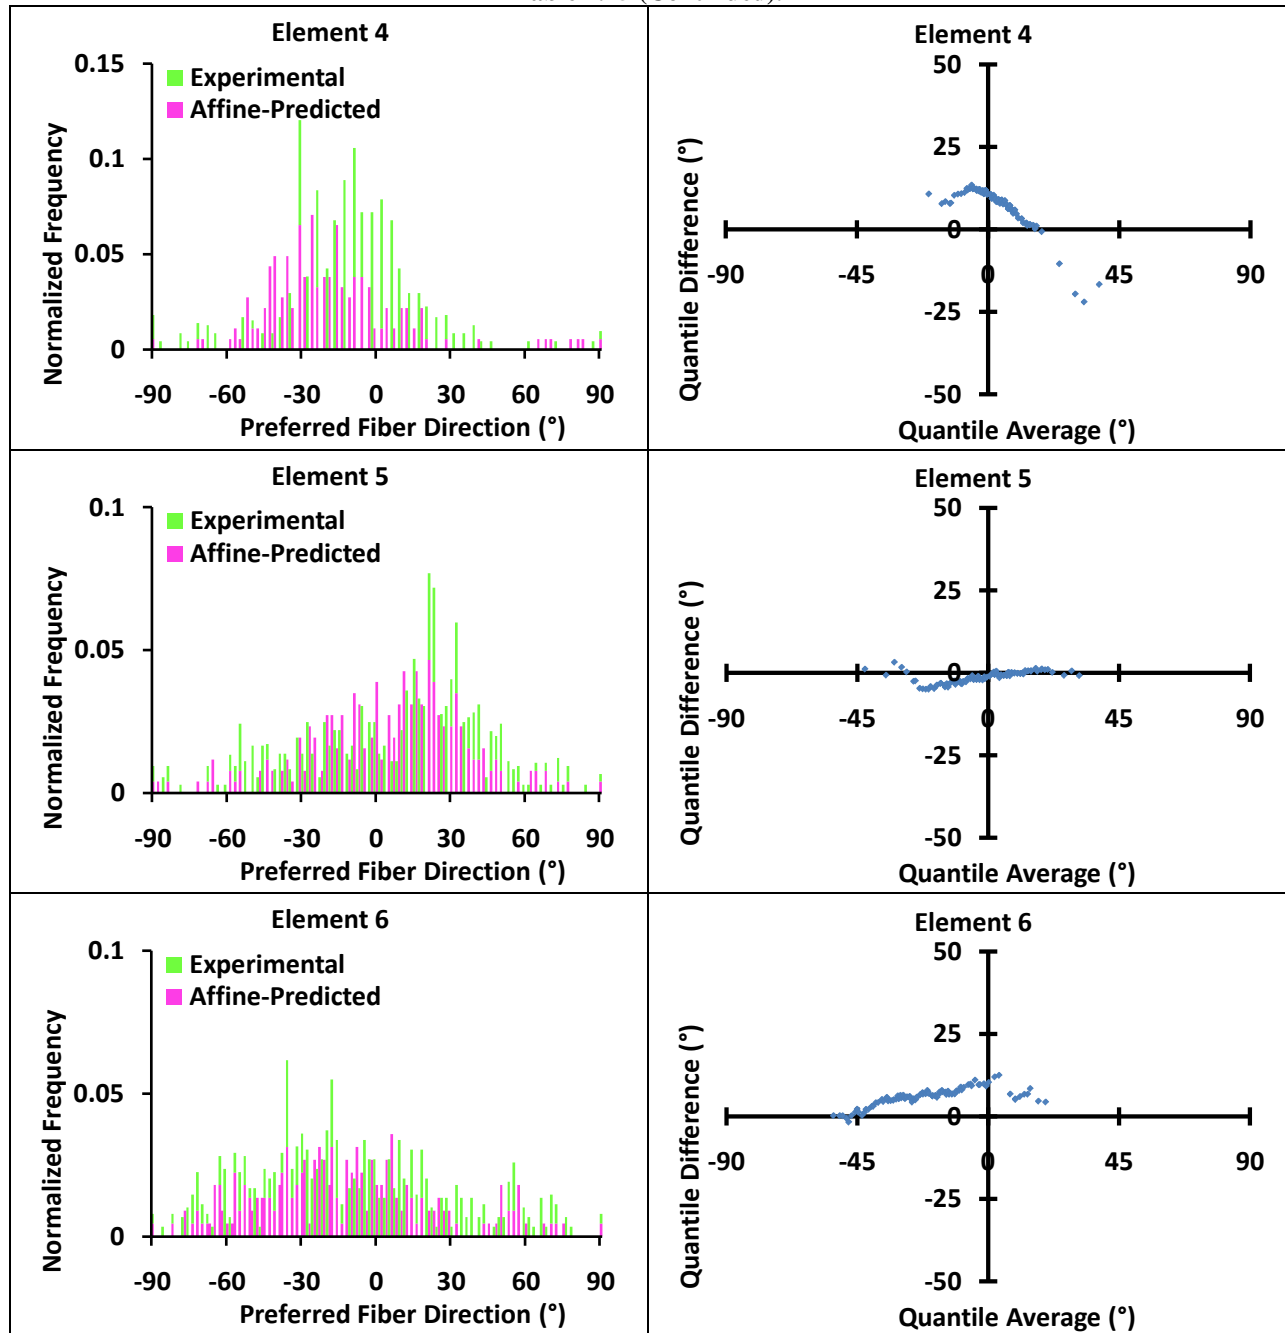 Element 4
0.15
Experimental
Affine-Predicted
0.1
0.05
0
Normalized Frequency
-90 -60 -30 0 30 60 90
Preferred Fiber Direction (°)
Element 4
50
25
0
-25
-50
Quantile Difference (°)
-90 -45 0 45 90
Quantile Average (°)
Element 5
0.1
Experimental
Affine-Predicted
0.05
0
Normalized Frequency
-90 -60 -30 0 30 60 90
Preferred Fiber Direction (°)
Element 5
50
25
0
-25
-50
Quantile Difference (°)
-90 -45 0 45 90
Quantile Average (°)
Element 6
0.1
Experimental
Affine-Predicted
0.05
0
Normalized Frequency
-90 -60 -30 0 30 60 90
Preferred Fiber Direction (°)
Element 6
50
25
0
-25
-50
Quantile Difference (°)
-90 -45 0 45 90
Quantile Average (°)